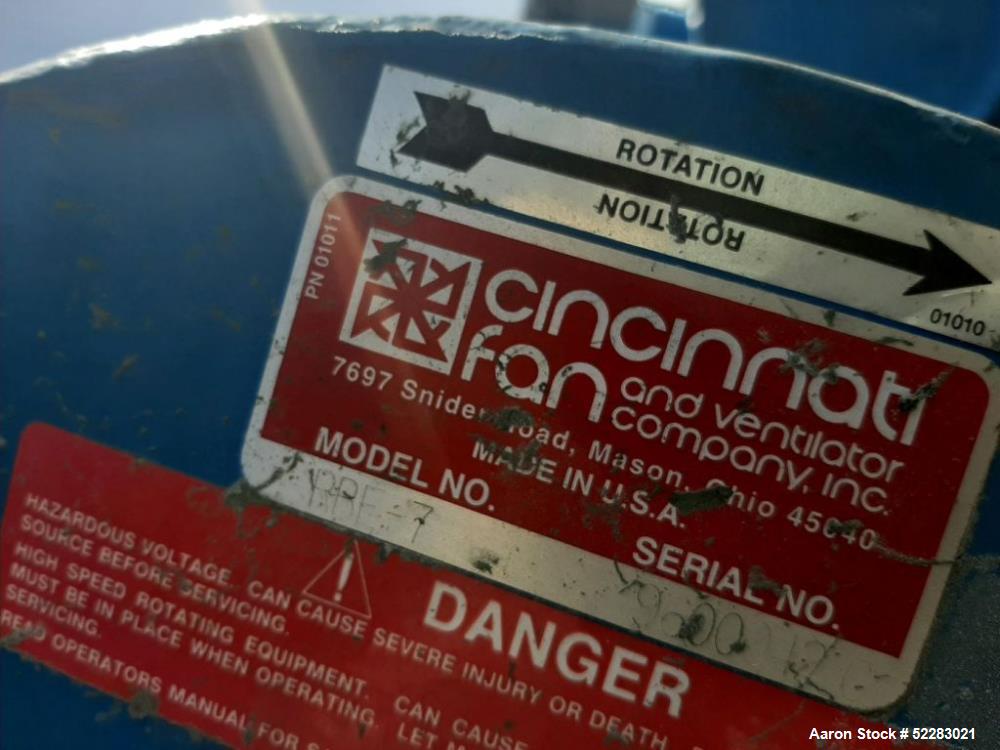 ROTATION
ROTATION
01010
PN 01011
cincinnati
fan and ventilator
company, inc.
7697 Snider Road, Mason, Ohio 45040
MADE IN U.S.A.
MODEL NO.
SERIAL NO.
DANGER
HAZARDOUS VOLTAGE CAN CAUSE SEVERE INJURY OR DEATH
SOURCE BEFORE SERVICING.
HIGH SPEED ROTATING EQUIPMENT. CAN CAUSE
MUST BE IN PLACE WHEN OPERATING. LET
SERVICING.
READ OPERATORS MANUAL FOR
Aaron Stock # 52283021